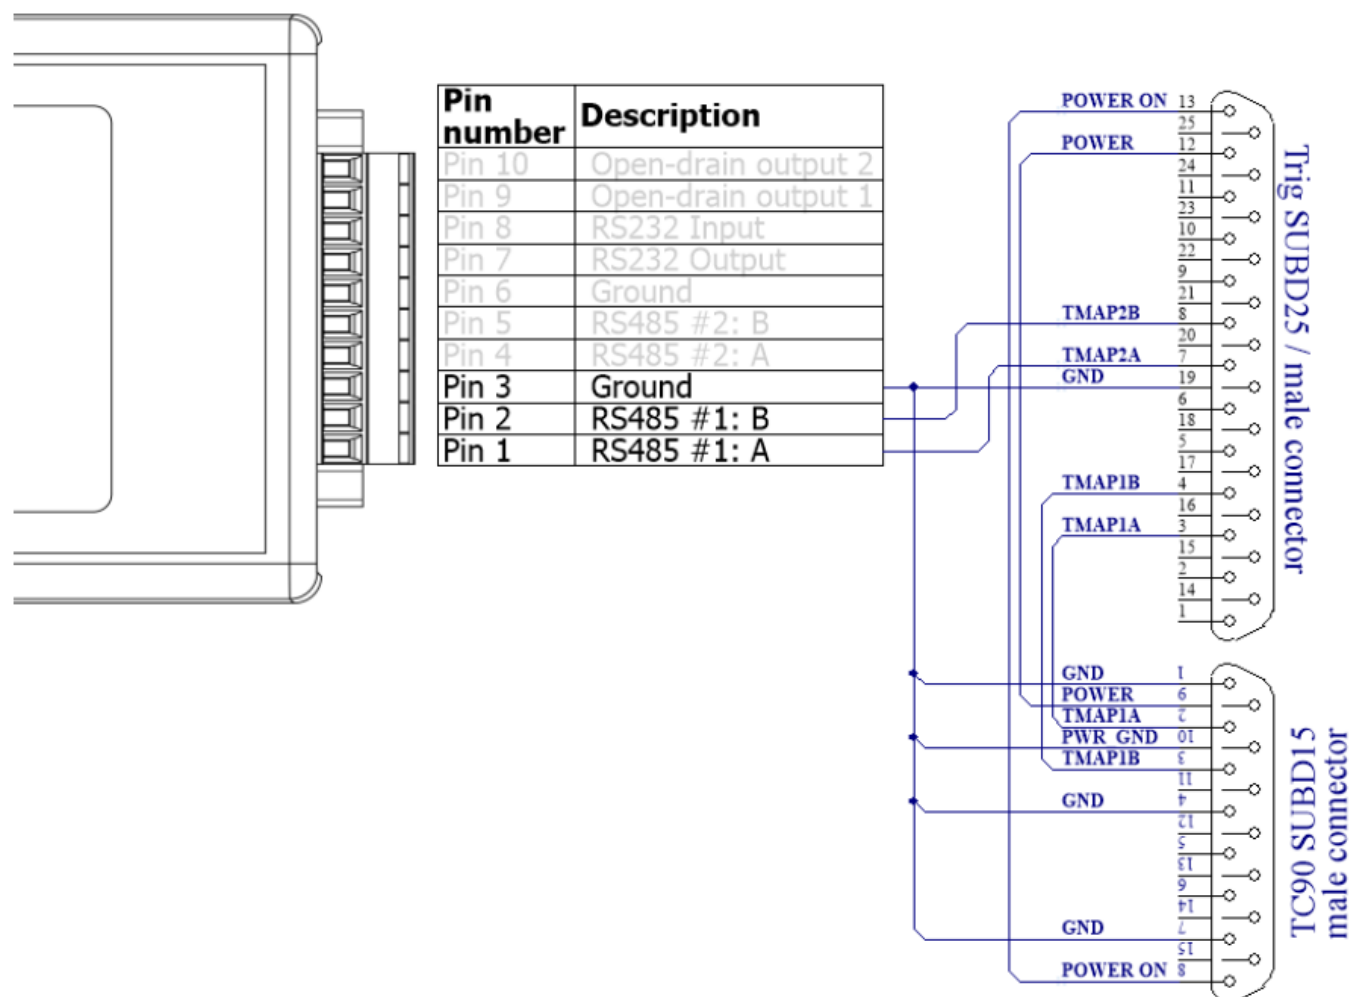 Pin number
Description
Pin 10 Open-drain output 2
Pin 9 Open-drain output 1
Pin 8 RS232 Input
Pin 7 RS232 Output
Pin 6 Ground
Pin 5 RS485 #2: B
Pin 4 RS485 #2: A
Pin 3 Ground
Pin 2 RS485 #1: B
Pin 1 RS485 #1: A
POWER ON 13
25
POWER 12
24
11
23
10
22
9
21
TMAP2B 8
20
TMAP2A 7
GND 19
6
18
5
17
TMAP1B 4
16
TMAP1A 3
15
2
14
1
Trig SUBD25 / male connector
GND 1
POWER 9
TMAP1A 2
PWR GND 10
TMAP1B 3
11
GND 4
12
5
13
6
14
GND 7
15
POWER ON 8
TC90 SUBD15
male connector